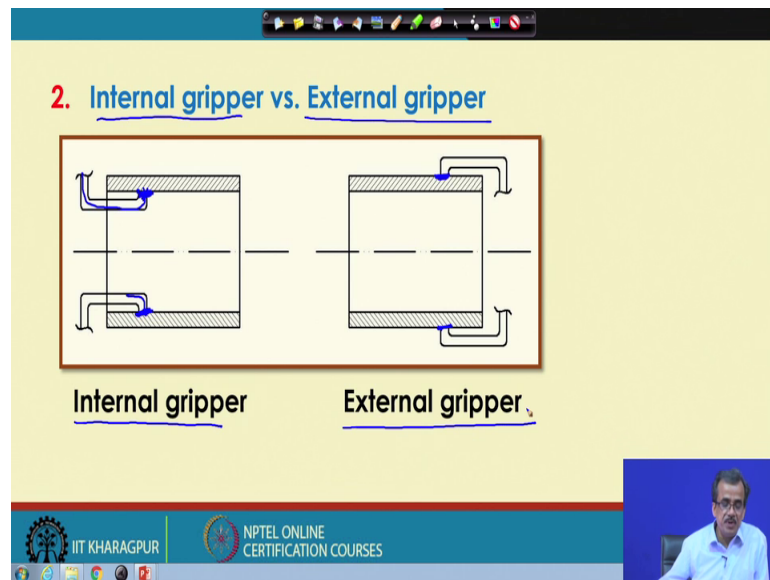 2. Internal gripper vs. External gripper
Internal gripper
External gripper
IIT KHARAGPUR
NPTEL ONLINE
CERTIFICATION COURSES